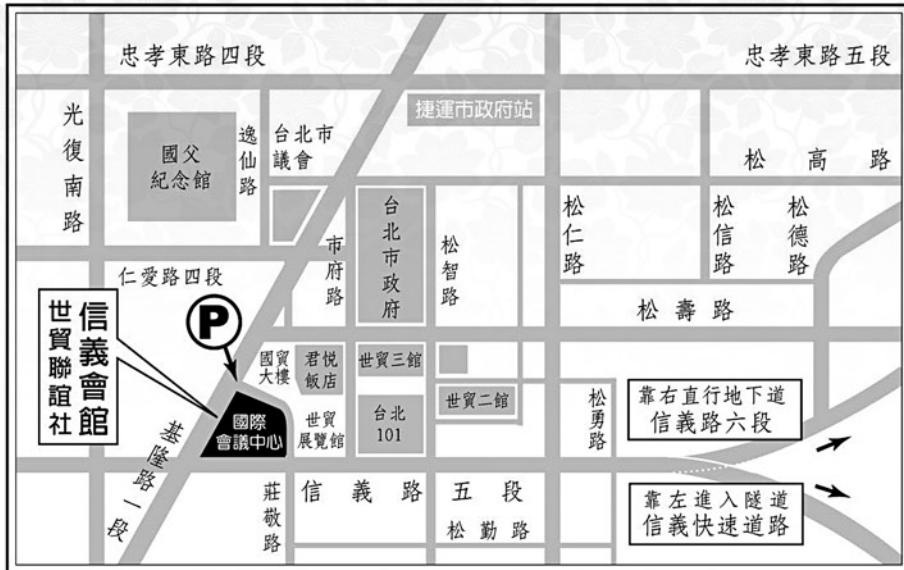 忠孝東路四段
忠孝東路五段
光復南路
國父
紀念館
逸仙路
台北市
議會
捷運市政府站
松高路
仁愛路四段
市府路
台北市政府
松智路
松仁路
松信路
松德路
松壽路
信義會館
世貿聯誼社
P
國貿
大樓
君悅
飯店
世貿三館
世貿二館
國際
會議中心
世貿
展覽館
台北
101
松勇路
靠右直行地下道
信義路六段
基隆路一段
莊敬路
信義路五段
松勤路
靠左進入隧道
信義快速道路